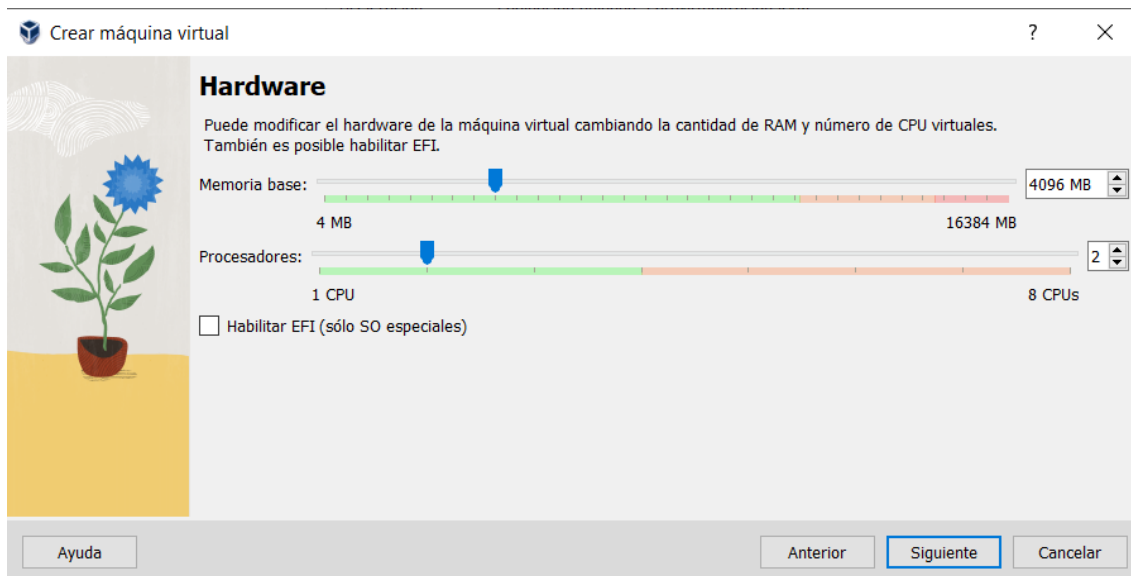 Crear máquina virtual
?
Hardware
Puede modificar el hardware de la máquina virtual cambiando la cantidad de RAM y número de CPU virtuales.
También es posible habilitar EFI.
Memoria base:
4096 MB
4 MB
16384 MB
Procesadores:
2
1 CPU
8 CPUs
Habilitar EFI (sólo SO especiales)
Ayuda
Anterior
Siguiente
Cancelar